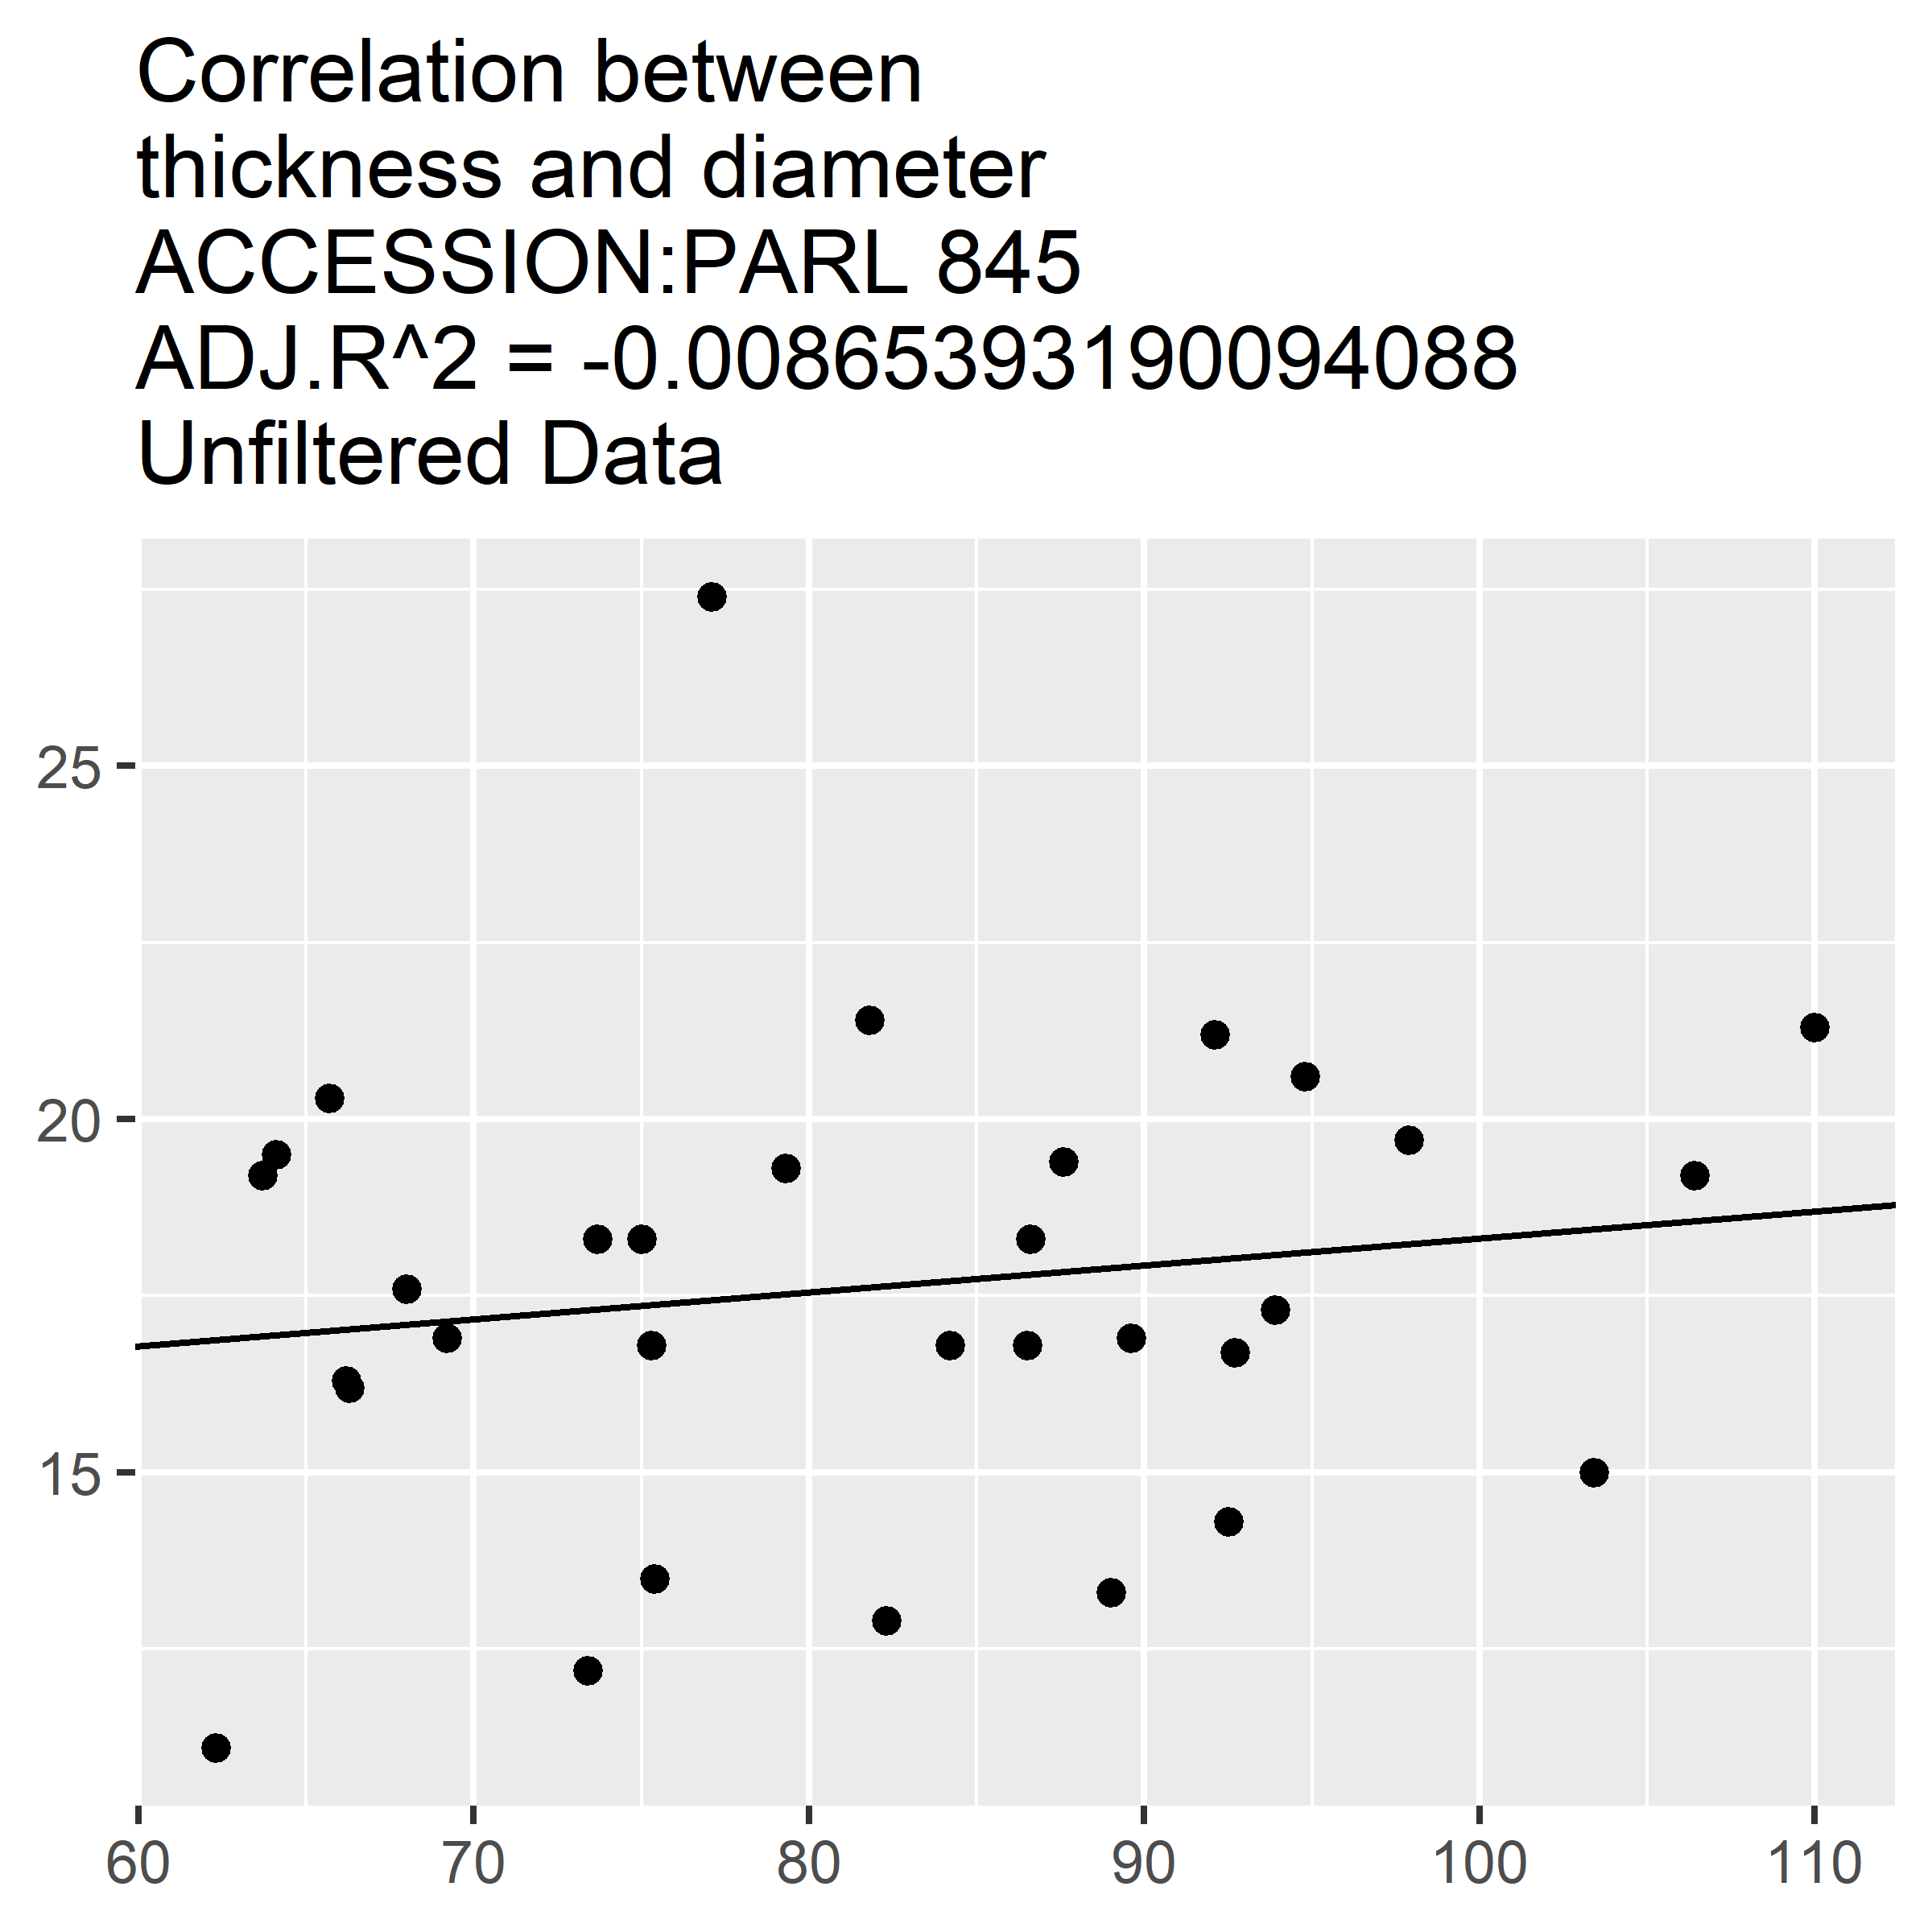 Correlation between
thickness and diameter
ACCESSION:PARL 845
ADJ.R^2 = -0.00865393190094088
Unfiltered Data
25
20
15
60 70 80 90 100 110